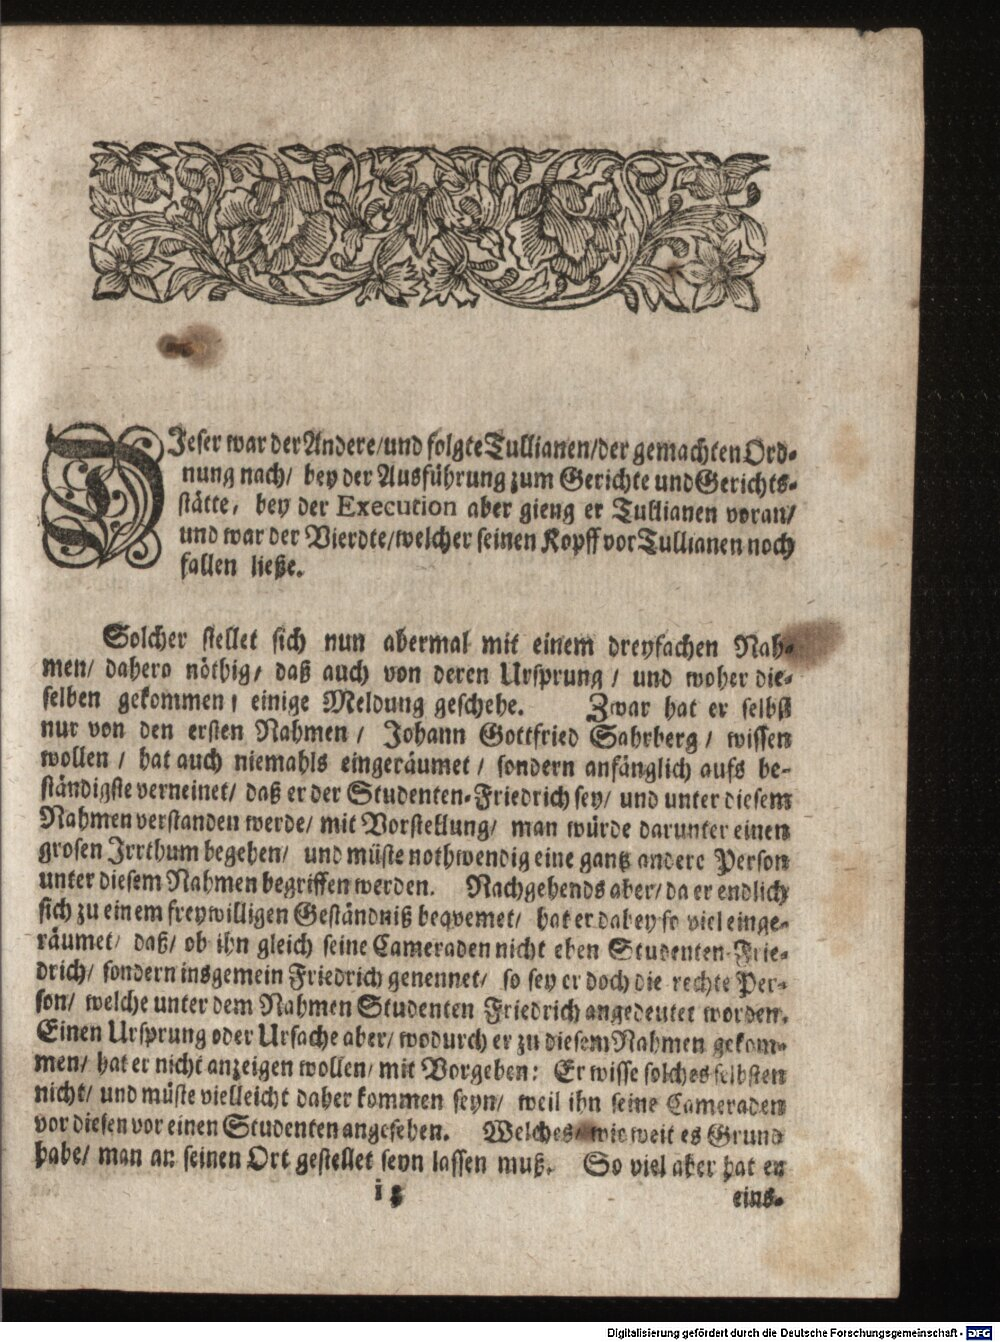 DJeser war der Andere/und folgte Tullianen/der gemachten Ord-
nung nach/ bey der Ausführung zum Gerichte und Gerichts-
stätte, bey der Execution aber gieng er Tullianen voran/
und war der Vierdte/welcher seinen Kopff vor Tullianen noch
fallen ließe.
Solcher stellet sich nun abermal mit einem dreyfachen Nah-
men/ dahero nöthig, daß auch von deren Ursprung / und woher die-
selben gekommen, einige Meldung geschehe. Zwar hat er selbst
nur von den ersten Nahmen / Johann Gottfried Sahrberg / wissen
wollen / hat auch niemahls eingeräumet / sondern anfänglich aufs be-
ständigste verneinet/ daß er der Studenten-Friedrich sey/ und unter diesem
Nahmen verstanden werde/ mit Vorstellung/ man würde darunter einen
grosen Irrthum begehen/ und müste nothwendig eine gantz andere Person
unter diesem Nahmen begriffen werden. Nachgehends aber/ da er endlich
sich zu einem freywilligen Geständniß beqvemet/ hat er dabey so viel einge-
räumet/ daß/ ob ihn gleich seine Cameraden nicht eben Studenten-Frie-
drich/ sondern insgemein Friedrich genennet/ so sey er doch die rechte Per-
son/ welche unter dem Nahmen Studenten Friedrich angedeutet worden.
Einen Ursprung oder Ursache aber/ wodurch er zu diesem Nahmen gekom-
men/ hat er nicht anzeigen wollen/ mit Vorgeben: Er wisse solches selbsten
nicht/ und müste vielleicht daher kommen seyn/ weil ihn seine Cameraden
vor diesen vor einen Studenten angesehen. Welches/ wie weit es Grund
habe/ man an seinen Ort gestellet seyn lassen muß. So viel aber hat er
eins-
Digitalisierung gefördert durch die Deutsche Forschungsgemeinschaft - DFG